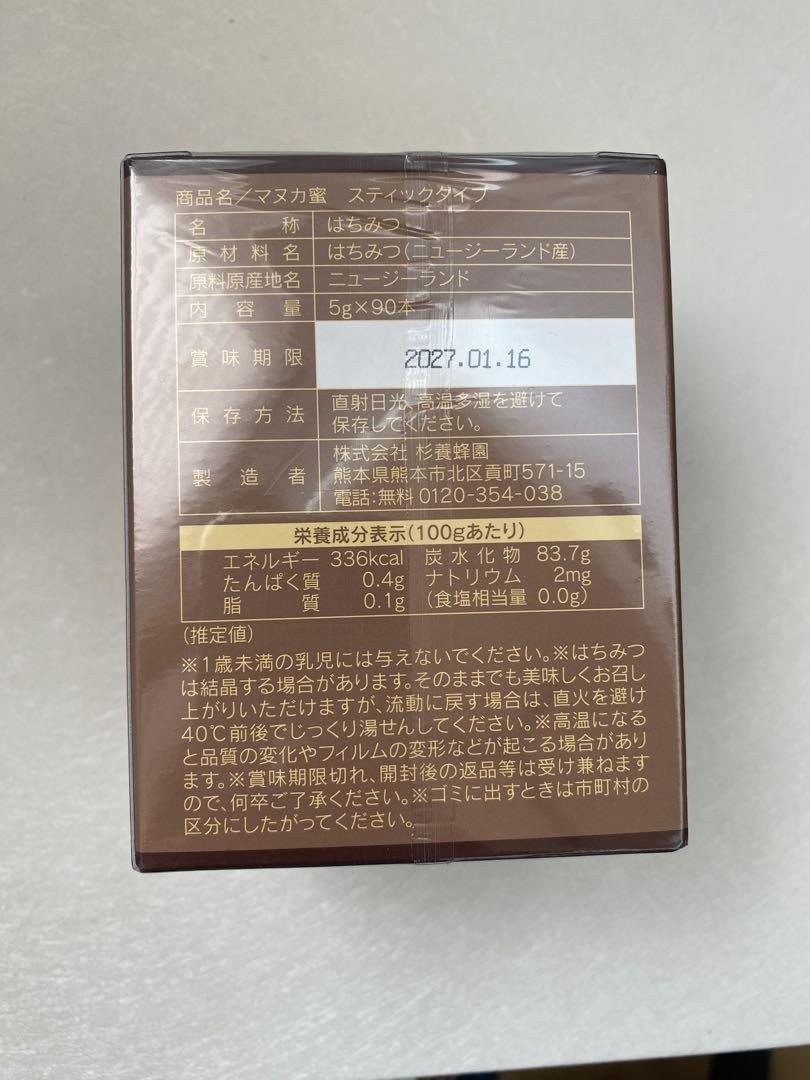 商品名/マヌカ蜜 スティックタイプ
名称 はちみつ
原材料名 はちみつ(ニュージーランド産)
原料原産地名 ニュージーランド
内容量 5g×90本
賞味期限 2027.01.16
保存方法 直射日光、高温多湿を避けて
保存してください。
製造者 株式会社 杉養蜂園
熊本県熊本市北区貢町571-15
電話:無料 0120-354-038
栄養成分表示(100gあたり)
エネルギー 336kcal 炭水化物 83.7g
たんぱく質 0.4g ナトリウム 2mg
脂質 0.1g (食塩相当量 0.0g)
(推定値)
※1歳未満の乳児には与えないでください。※はちみつ
は結晶する場合があります。そのままでも美味しくお召し
上がりいただけますが、流動に戻す場合は、直火を避け
40℃前後でじっくり湯せんしてください。※高温になる
と品質の変化やフィルムの変形などが起こる場合があり
ます。※賞味期限切れ、開封後の返品等は受け兼ねます
ので、何卒ご了承ください。※ゴミに出すときは市町村の
区分にしたがってください。